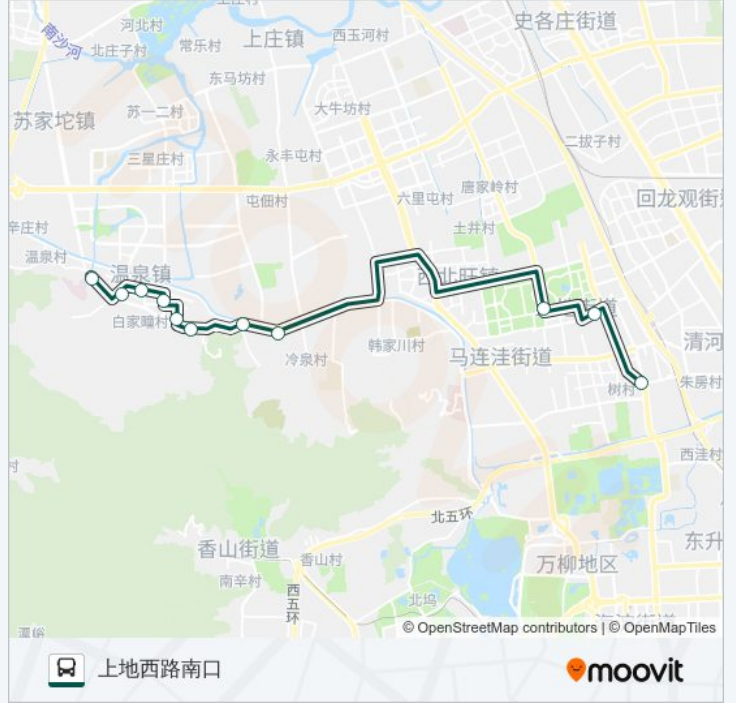 史各庄街道
河北村
南沙河
西玉河村
上庄镇
北庄子村
常乐村
东马坊村
大牛坊村
苏一二村
苏家坨镇
二拔子村
永丰屯村
三星庄村
唐家岭村
回龙观街
六里屯村
屯佃村
辛庄村
土井村
温泉村
温泉镇
西北旺镇
白家疃村
清河
韩家川村
马连洼街道
冷泉村
朱房村
树村
西洼村
村
北五环
东升
香山街道
香山村
万柳地区
南辛村
西五环
北坞
© OpenStreetMap contributors | © OpenMapTiles
上地西路南口
moovit